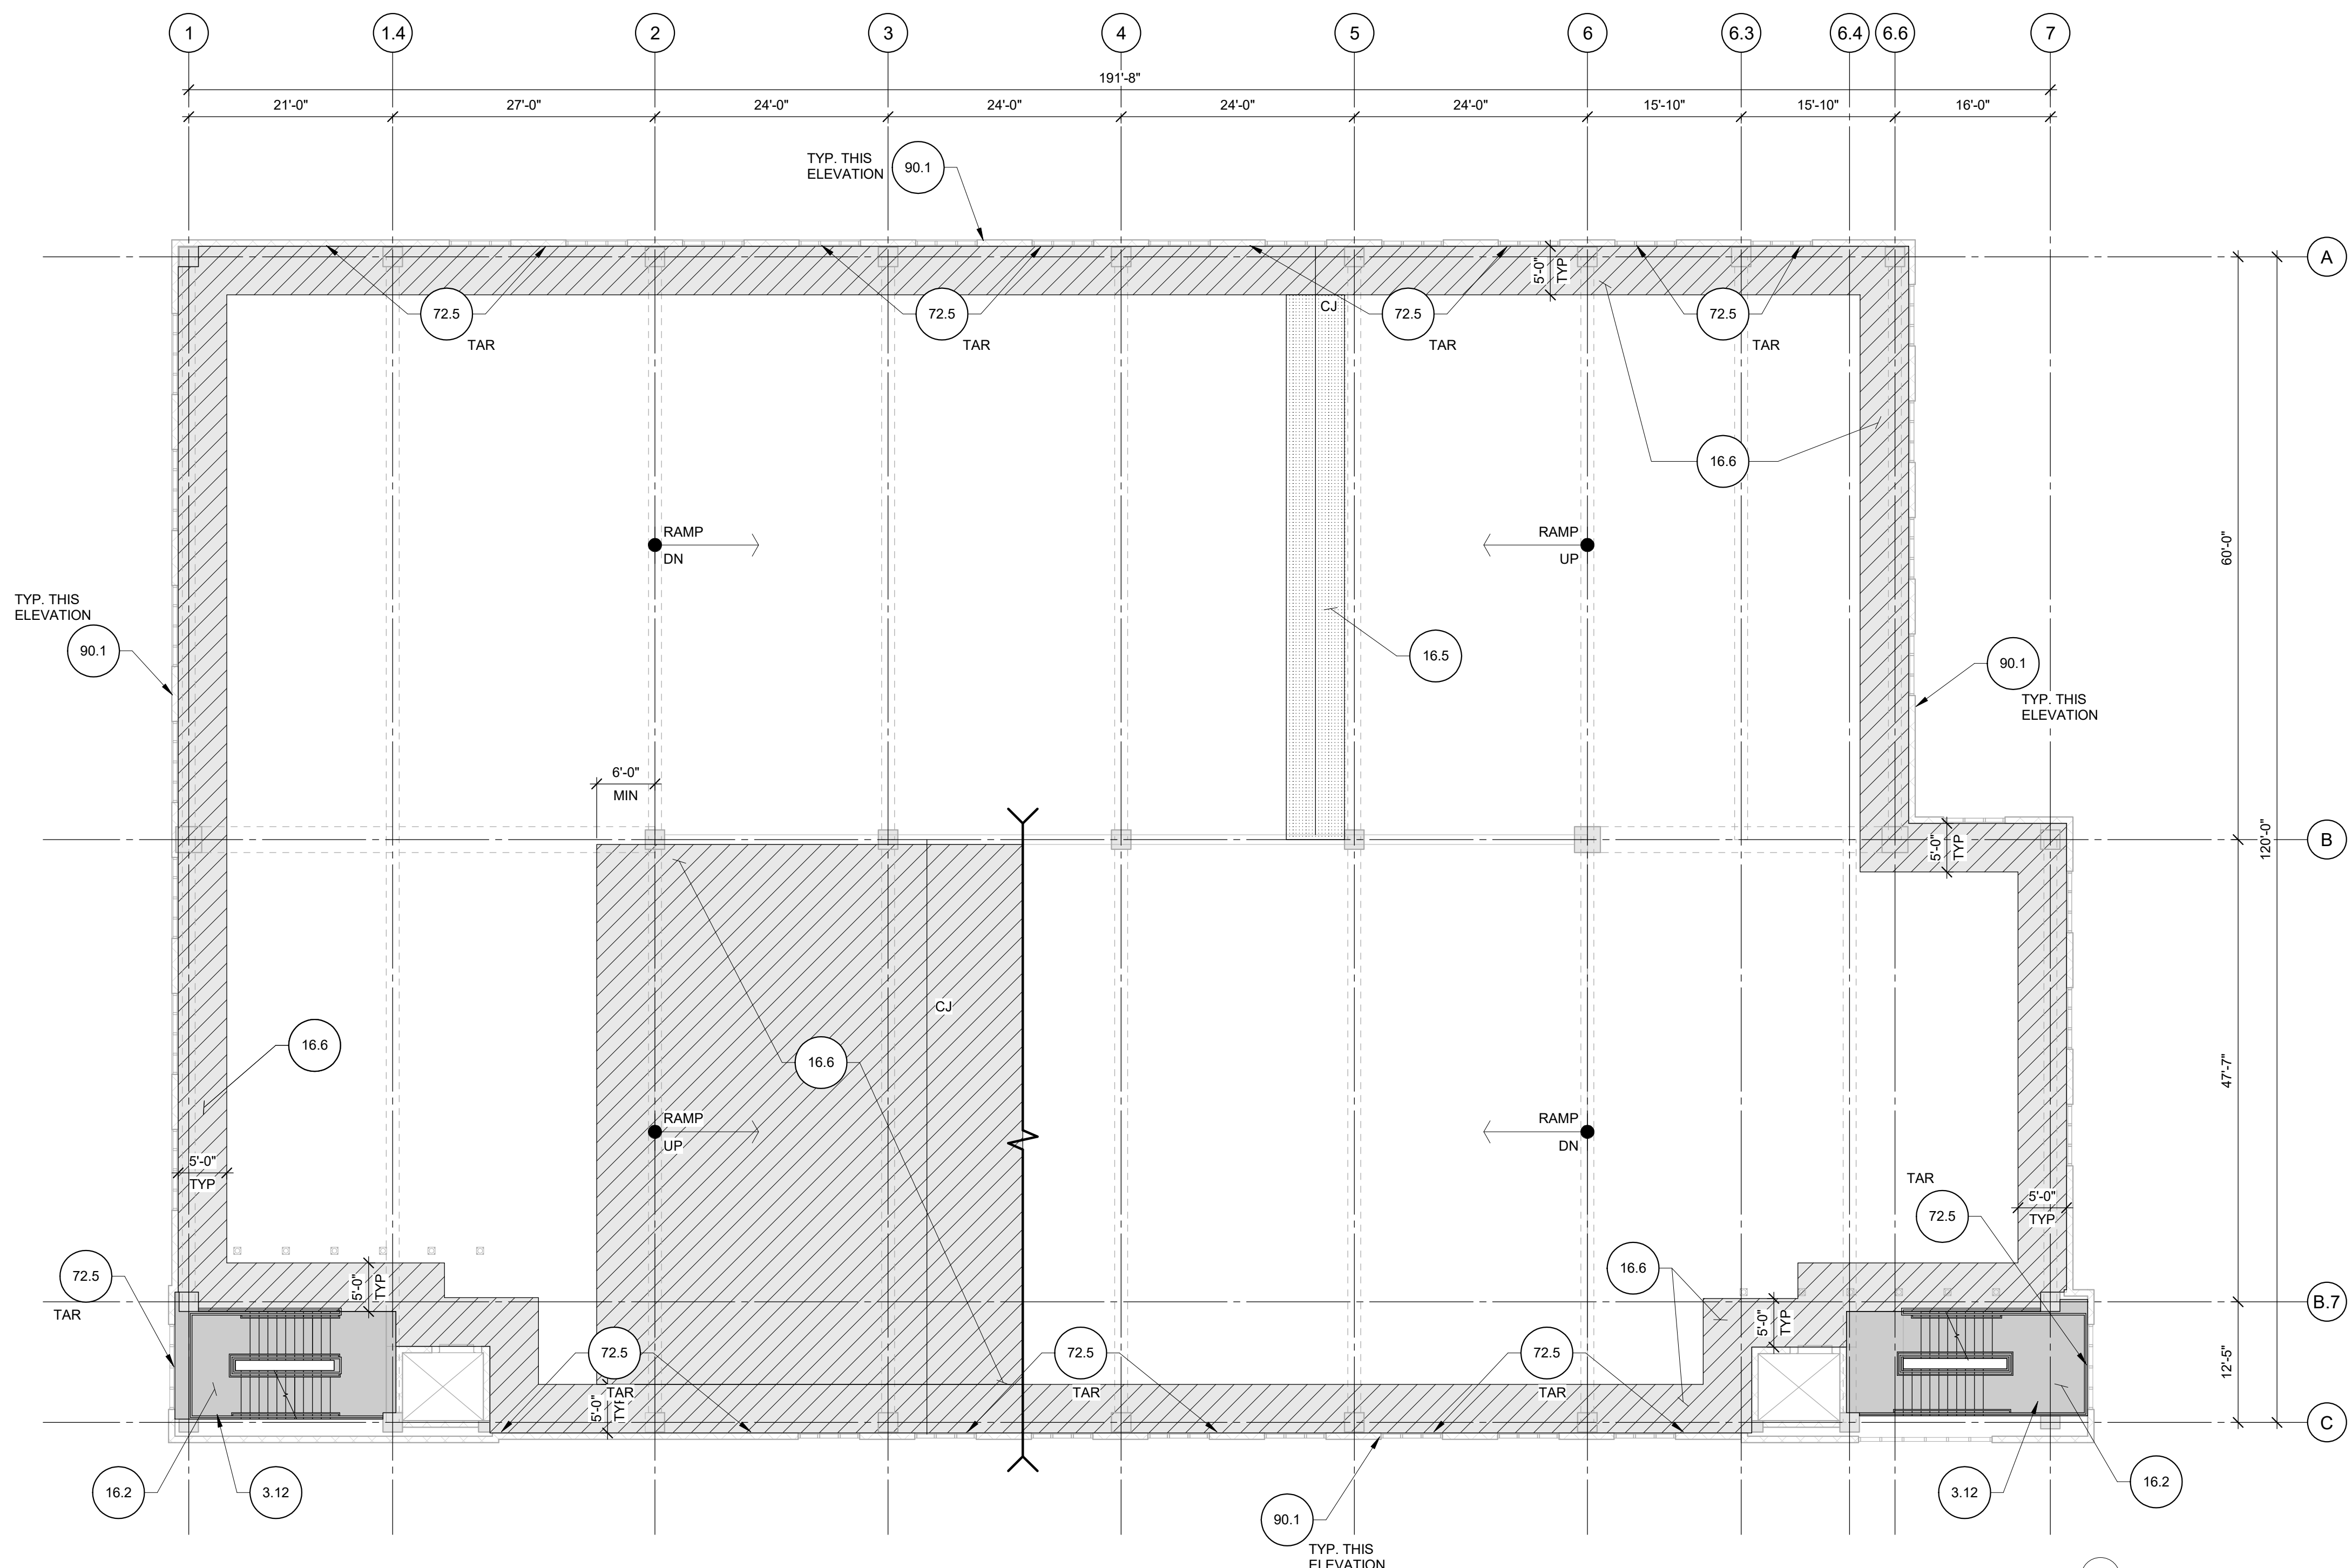 1
1.4
2
3
4
5
6
6.3
6.4
6.6
7
191'-8"
21'-0"
27'-0"
24'-0"
24'-0"
24'-0"
24'-0"
15'-10"
15'-10"
16'-0"
TYP. THIS
ELEVATION
90.1
A
5'-0"
TYP
CJ
72.5
TAR
72.5
TAR
72.5
TAR
72.5
TAR
16.6
RAMP
DN
RAMP
UP
60'-0"
TYP. THIS
ELEVATION
90.1
16.5
90.1
TYP. THIS
ELEVATION
6'-0"
MIN
B
120'-0"
5'-0"
TYP
CJ
16.6
16.6
47'-7"
RAMP
UP
RAMP
DN
5'-0"
TYP
TAR
72.5
5'-0"
TYP
72.5
TAR
5'-0"
TYP
16.6
B.7
5'-0"
TYP
72.5
TAR
72.5
TAR
72.5
TAR
5'-0"
TYP
12'-5"
C
16.2
3.12
90.1
TYP. THIS
ELEVATION
3.12
16.2